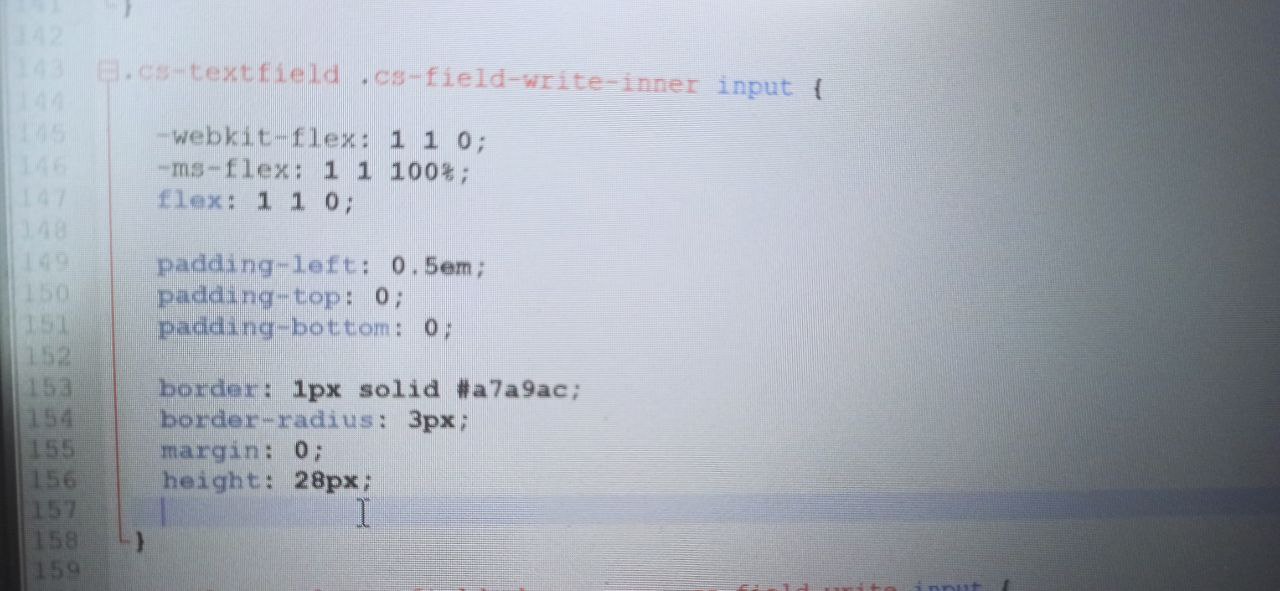 141 }
142
143 .cs-textfield .cs-field-write-inner input {
144
145 -webkit-flex: 1 1 0;
146 -ms-flex: 1 1 100%;
147 flex: 1 1 0;
148
149 padding-left: 0.5em;
150 padding-top: 0;
151 padding-bottom: 0;
152
153 border: 1px solid #a7a9ac;
154 border-radius: 3px;
155 margin: 0;
156 height: 28px;
157
158 }
159
input {